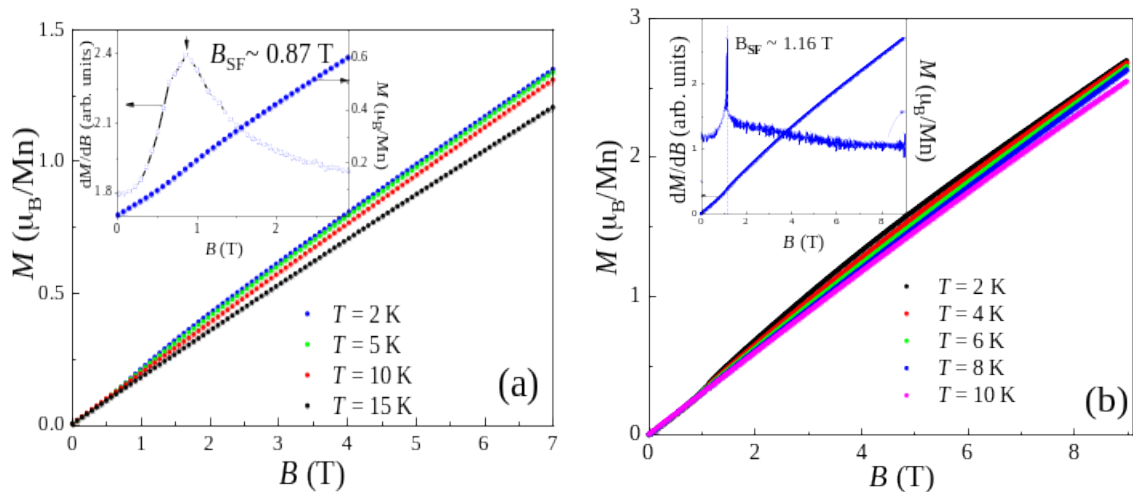 1.5
1.0
0.5
0.0
M (μB/Mn)
0 1 2 3 4 5 6 7
B (T)
2.4
2.1
1.8
dM/dB (arb. units)
BSF~ 0.87 T
0.6
0.4
0.2
M (μB/Mn)
0 1 2
B (T)
T = 2 K
T = 5 K
T = 10 K
T = 15 K
(a)
3
2
1
0
M (μB/Mn)
0 2 4 6 8
B (T)
2
1
0
dM/dB (arb. units)
BSF~ 1.16 T
M (μB/Mn)
0 2 4 6 8
B (T)
T = 2 K
T = 4 K
T = 6 K
T = 8 K
T = 10 K
(b)